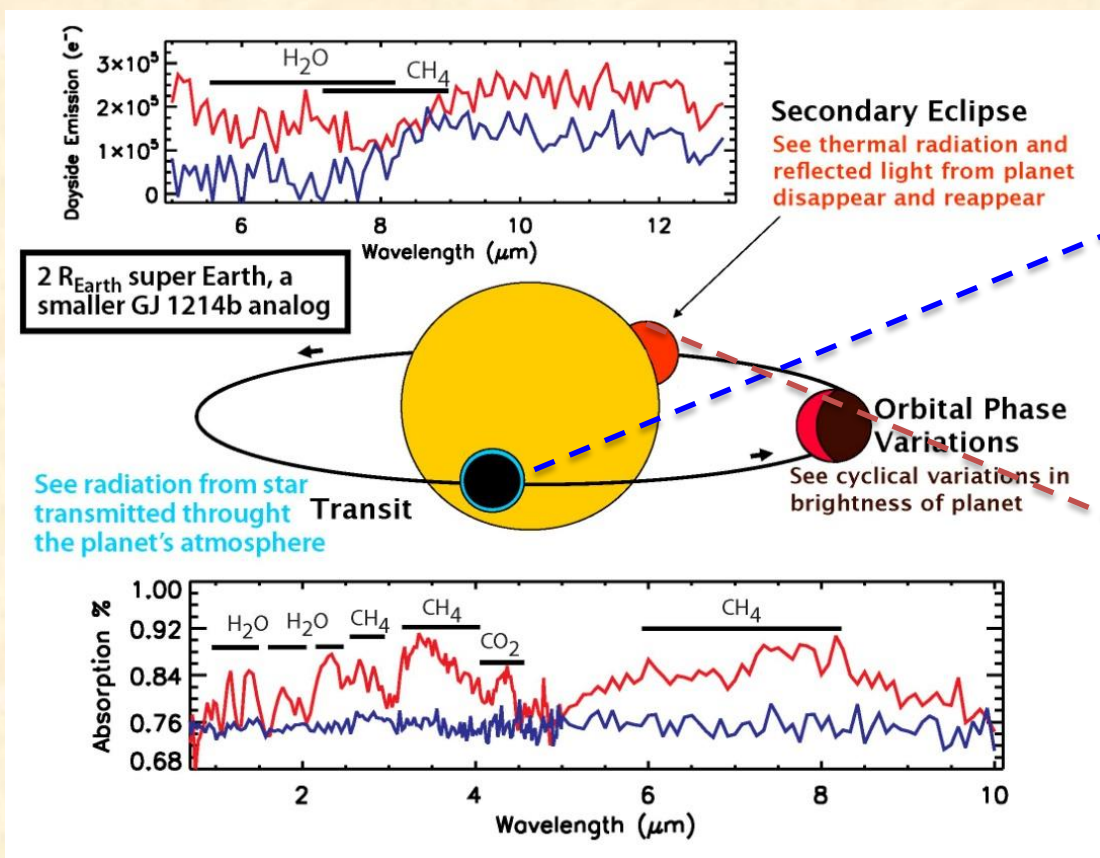 Dayside Emission (e⁻)
3×10⁵
2×10⁵
1×10⁵
0
H₂O
CH₄
6 8 10 12
Wavelength (μm)
Secondary Eclipse
See thermal radiation and
reflected light from planet
disappear and reappear
2 R_Earth super Earth, a
smaller GJ 1214b analog
Orbital Phase
Variations
See cyclical variations in
brightness of planet
See radiation from star
transmitted throught
the planet's atmosphere
Transit
Absorption %
1.00
0.92
0.84
0.76
0.68
H₂O H₂O CH₄ CH₄ CO₂ CH₄
2 4 6 8 10
Wavelength (μm)